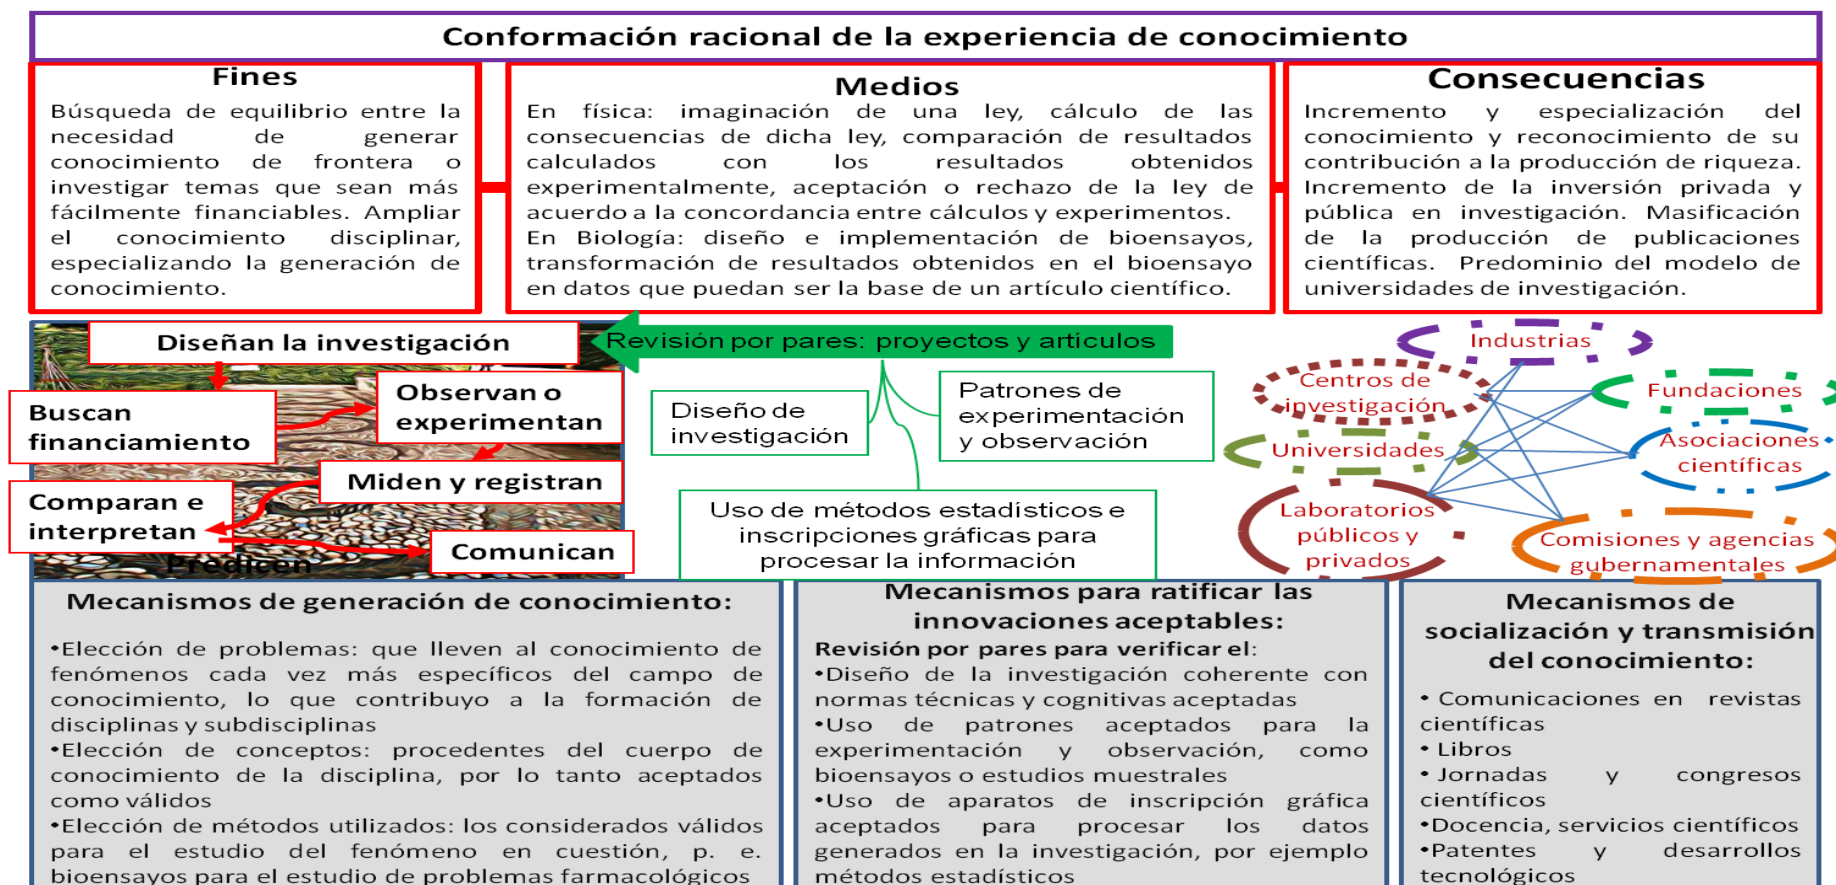 Conformación racional de la experiencia de conocimiento
Fines
Búsqueda de equilibrio entre la
necesidad de generar
conocimiento de frontera o
investigar temas que sean más
fácilmente financiables. Ampliar
el conocimiento disciplinar,
especializando la generación de
conocimiento.
Medios
En física: imaginación de una ley, cálculo de las
consecuencias de dicha ley, comparación de resultados
calculados con los resultados obtenidos
experimentalmente, aceptación o rechazo de la ley de
acuerdo a la concordancia entre cálculos y experimentos.
En Biología: diseño e implementación de bioensayos,
transformación de resultados obtenidos en el bioensayo
en datos que puedan ser la base de un artículo científico.
Consecuencias
Incremento y especialización del
conocimiento y reconocimiento de su
contribución a la producción de riqueza.
Incremento de la inversión privada y
pública en investigación. Masificación
de la producción de publicaciones
científicas. Predominio del modelo de
universidades de investigación.
Diseñan la investigación
Buscan
financiamiento
Observan o
experimentan
Miden y registran
Comparan e
interpretan
Comunican
Predicen
Revisión por pares: proyectos y artículos
Diseño de
investigación
Patrones de
experimentación
y observación
Uso de métodos estadísticos e
inscripciones gráficas para
procesar la información
Industrias
Centros de
investigación
Fundaciones
Universidades
Asociaciones
científicas
Laboratorios
públicos y
privados
Comisiones y agencias
gubernamentales
Mecanismos de generación de conocimiento:
•Elección de problemas: que lleven al conocimiento de
fenómenos cada vez más específicos del campo de
conocimiento, lo que contribuyo a la formación de
disciplinas y subdisciplinas
•Elección de conceptos: procedentes del cuerpo de
conocimiento de la disciplina, por lo tanto aceptados
como válidos
•Elección de métodos utilizados: los considerados válidos
para el estudio del fenómeno en cuestión, p. e.
bioensayos para el estudio de problemas farmacológicos
Mecanismos para ratificar las
innovaciones aceptables:
Revisión por pares para verificar el:
•Diseño de la investigación coherente con
normas técnicas y cognitivas aceptadas
•Uso de patrones aceptados para la
experimentación y observación, como
bioensayos o estudios muestrales
•Uso de aparatos de inscripción gráfica
aceptados para procesar los datos
generados en la investigación, por ejemplo
métodos estadísticos
Mecanismos de
socialización y transmisión
del conocimiento:
• Comunicaciones en revistas
científicas
• Libros
• Jornadas y congresos
científicos
•Docencia, servicios científicos
•Patentes y desarrollos
tecnológicos